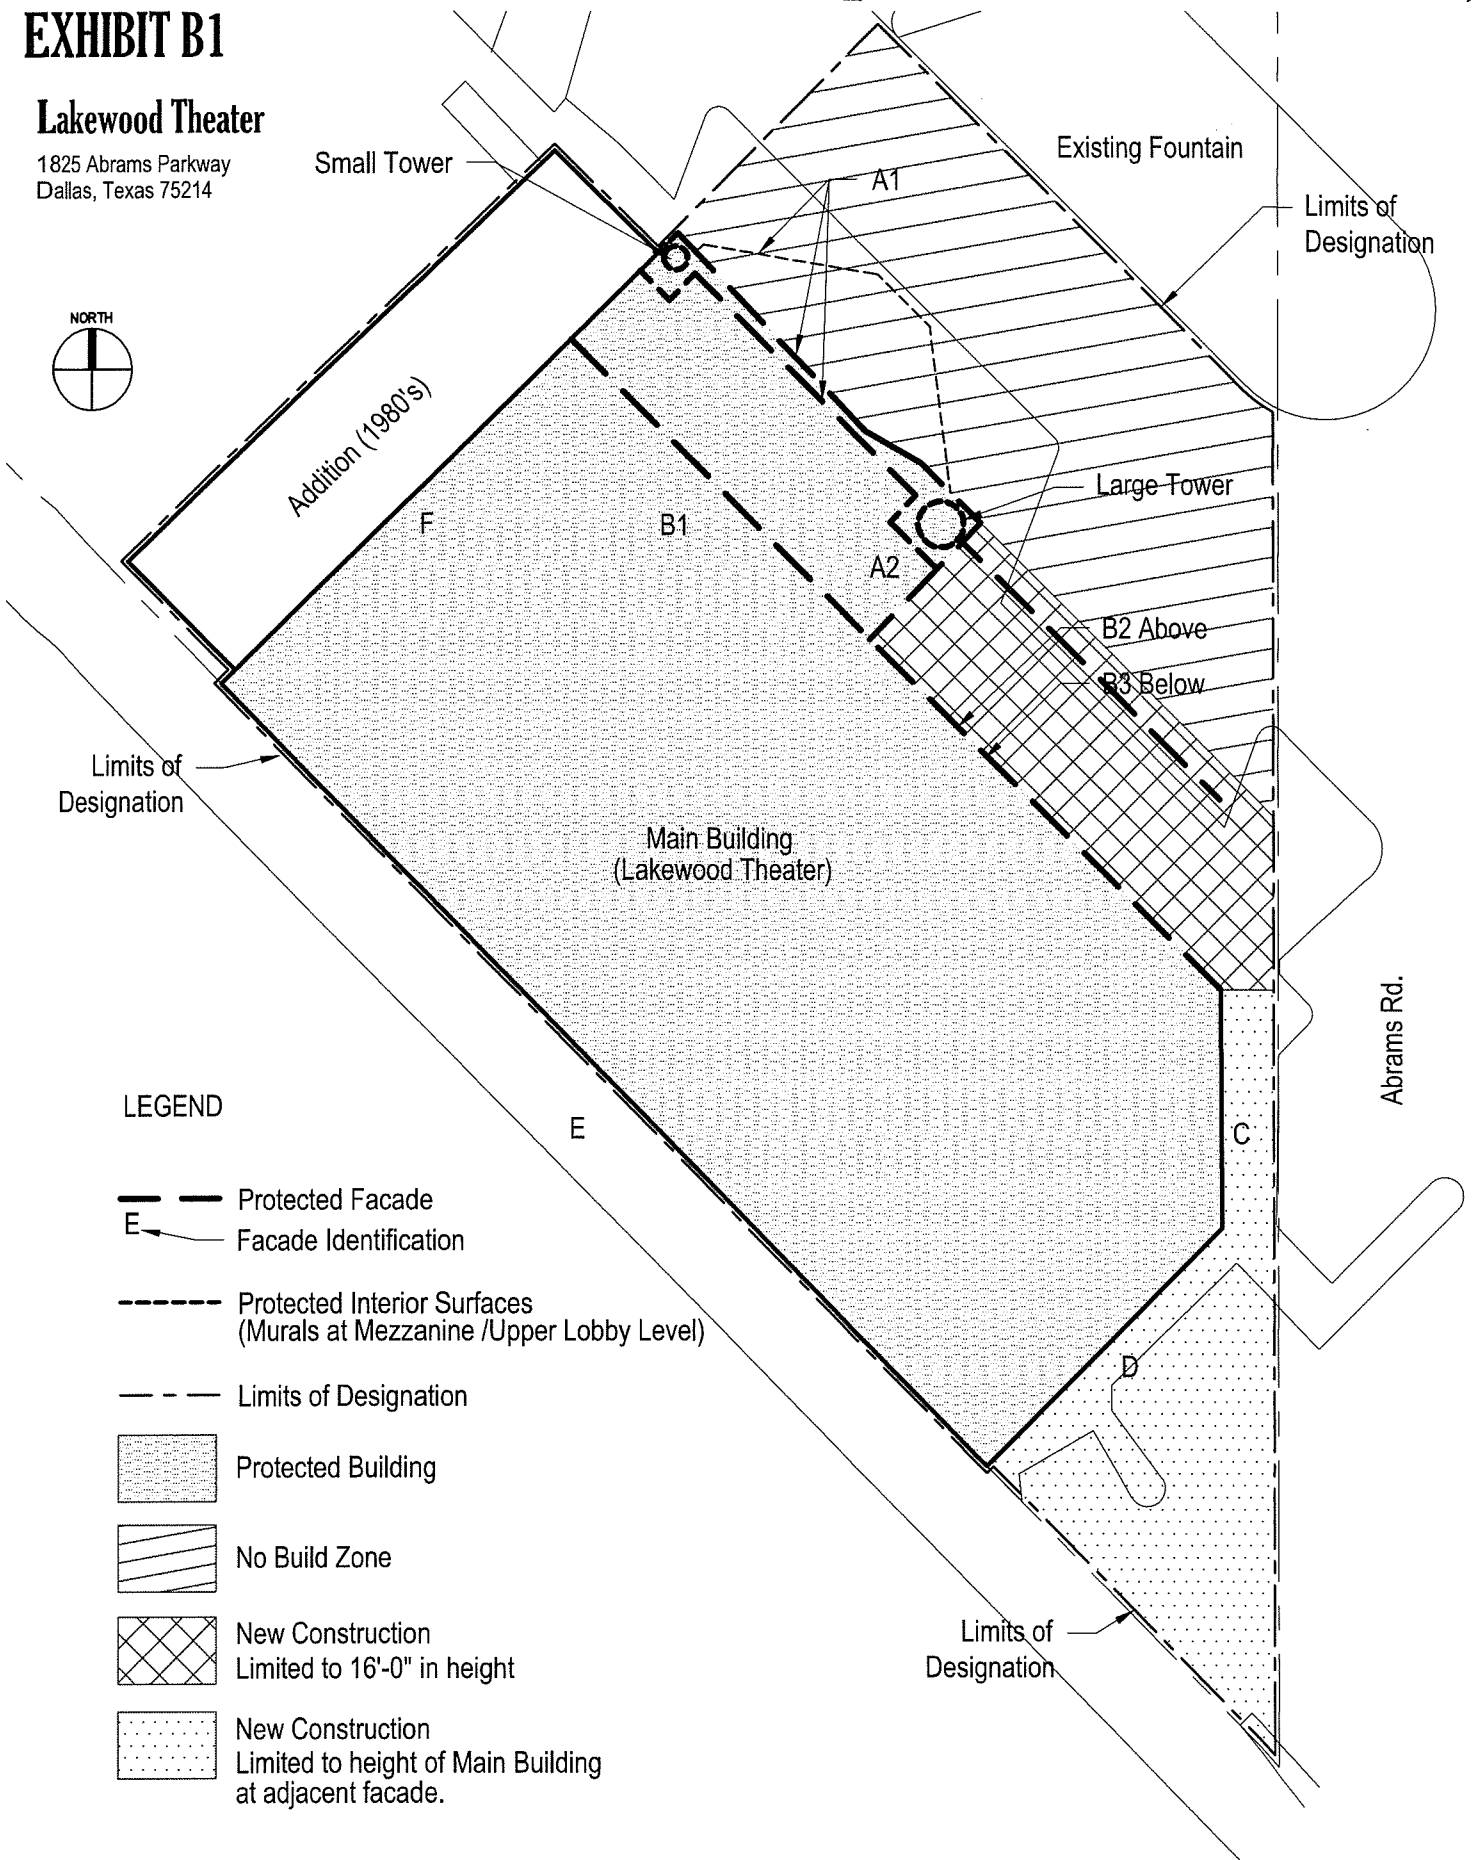 EXHIBIT B1
Lakewood Theater
1825 Abrams Parkway
Dallas, Texas 75214
Small Tower
A1
Existing Fountain
Limits of
Designation
NORTH
Addition (1980's)
F
B1
Large Tower
A2
B2 Above
B3 Below
Limits of
Designation
Main Building
(Lakewood Theater)
Abrams Rd.
C
E
D
Limits of
Designation
LEGEND
Protected Facade
E
Facade Identification
Protected Interior Surfaces
(Murals at Mezzanine /Upper Lobby Level)
Limits of Designation
Protected Building
No Build Zone
New Construction
Limited to 16'-0" in height
New Construction
Limited to height of Main Building
at adjacent facade.